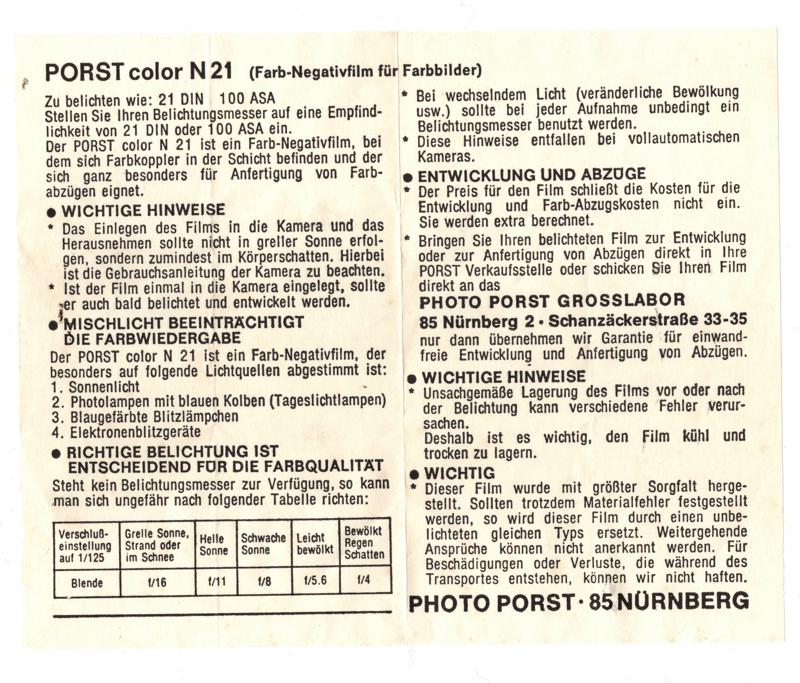 PORST color N 21 (Farb-Negativfilm für Farbbilder)
Zu belichten wie: 21 DIN 100 ASA
Stellen Sie Ihren Belichtungsmesser auf eine Empfind-
lichkeit von 21 DIN oder 100 ASA ein.
Der PORST color N 21 ist ein Farb-Negativfilm, bei
dem sich Farbkoppler in der Schicht befinden und der
sich ganz besonders für Anfertigung von Farb-
abzügen eignet.
● WICHTIGE HINWEISE
* Das Einlegen des Films in die Kamera und das
Herausnehmen sollte nicht in greller Sonne erfol-
gen, sondern zumindest im Körperschatten. Hierbei
ist die Gebrauchsanleitung der Kamera zu beachten.
* Ist der Film einmal in die Kamera eingelegt, sollte
er auch bald belichtet und entwickelt werden.
● MISCHLICHT BEEINTRÄCHTIGT
DIE FARBWIEDERGABE
Der PORST color N 21 ist ein Farb-Negativfilm, der
besonders auf folgende Lichtquellen abgestimmt ist:
1. Sonnenlicht
2. Photolampen mit blauen Kolben (Tageslichtlampen)
3. Blaugefärbte Blitzlämpchen
4. Elektronenblitzgeräte
● RICHTIGE BELICHTUNG IST
ENTSCHEIDEND FÜR DIE FARBQUALITÄT
Steht kein Belichtungsmesser zur Verfügung, so kann
man sich ungefähr nach folgender Tabelle richten:
Verschluß-
einstellung
auf 1/125
Grelle Sonne,
Strand oder
im Schnee
Helle
Sonne
Schwache
Sonne
Leicht
bewölkt
Bewölkt
Regen
Schatten
Blende f/16 f/11 f/8 f/5.6 f/4
* Bei wechselndem Licht (veränderliche Bewölkung
usw.) sollte bei jeder Aufnahme unbedingt ein
Belichtungsmesser benutzt werden.
* Diese Hinweise entfallen bei vollautomatischen
Kameras.
● ENTWICKLUNG UND ABZÜGE
* Der Preis für den Film schließt die Kosten für die
Entwicklung und Farb-Abzugskosten nicht ein.
Sie werden extra berechnet.
* Bringen Sie Ihren belichteten Film zur Entwicklung
oder zur Anfertigung von Abzügen direkt in Ihre
PORST Verkaufsstelle oder schicken Sie Ihren Film
direkt an das
PHOTO PORST GROSSLABOR
85 Nürnberg 2 • Schanzäckerstraße 33-35
nur dann übernehmen wir Garantie für einwand-
freie Entwicklung und Anfertigung von Abzügen.
● WICHTIGE HINWEISE
* Unsachgemäße Lagerung des Films vor oder nach
der Belichtung kann verschiedene Fehler verur-
sachen.
Deshalb ist es wichtig, den Film kühl und
trocken zu lagern.
● WICHTIG
* Dieser Film wurde mit größter Sorgfalt herge-
stellt. Sollten trotzdem Materialfehler festgestellt
werden, so wird dieser Film durch einen unbe-
lichteten gleichen Typs ersetzt. Weitergehende
Ansprüche können nicht anerkannt werden. Für
Beschädigungen oder Verluste, die während des
Transportes entstehen, können wir nicht haften.
PHOTO PORST · 85 NÜRNBERG